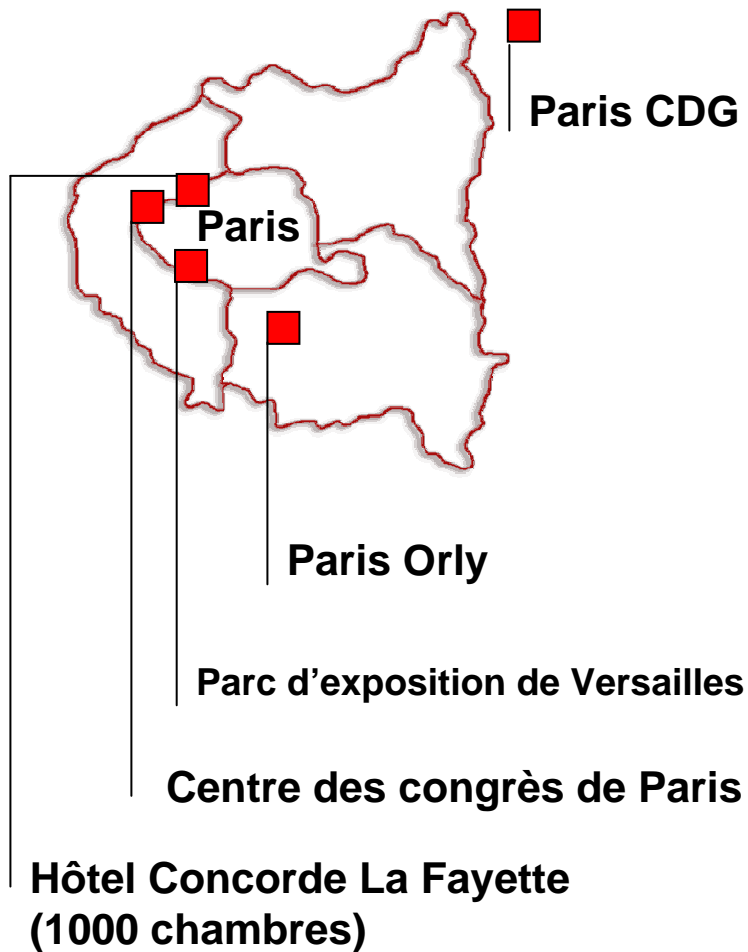 Paris CDG
Paris
Paris Orly
Parc d’exposition de Versailles
Centre des congrès de Paris
Hôtel Concorde La Fayette
(1000 chambres)